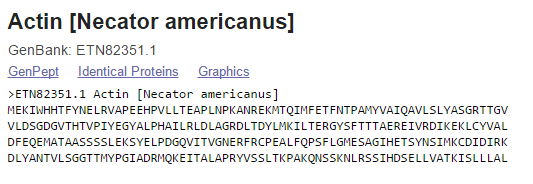 Actin [Necator americanus]
GenBank: ETN82351.1
GenPept Identical Proteins Graphics
>ETN82351.1 Actin [Necator americanus]
MEKIWHHTFYNELRVAPEEHPVLLTEAPLNPKANREKMTQIMFETFNTPAMYVAIQAVLSLYASGRTTGV
VLDSGDGVTHTVPIYEGYALPHAILRLDLAGRDLTDYLMKILTERGYSFTTTAEREIVRDIKEKLCYVAL
DFEQEMATAASSSSLEKSYELPDGQVITVGNERFRCPEALFQPSFLGMESAGIHETSYNSIMKCDIDIRK
DLYANTVLSGGTTMYPGIADRMQKEITALAPRYVSSLTKPAKQNSSKNLRSSIHDSELLVATKISLLLAL